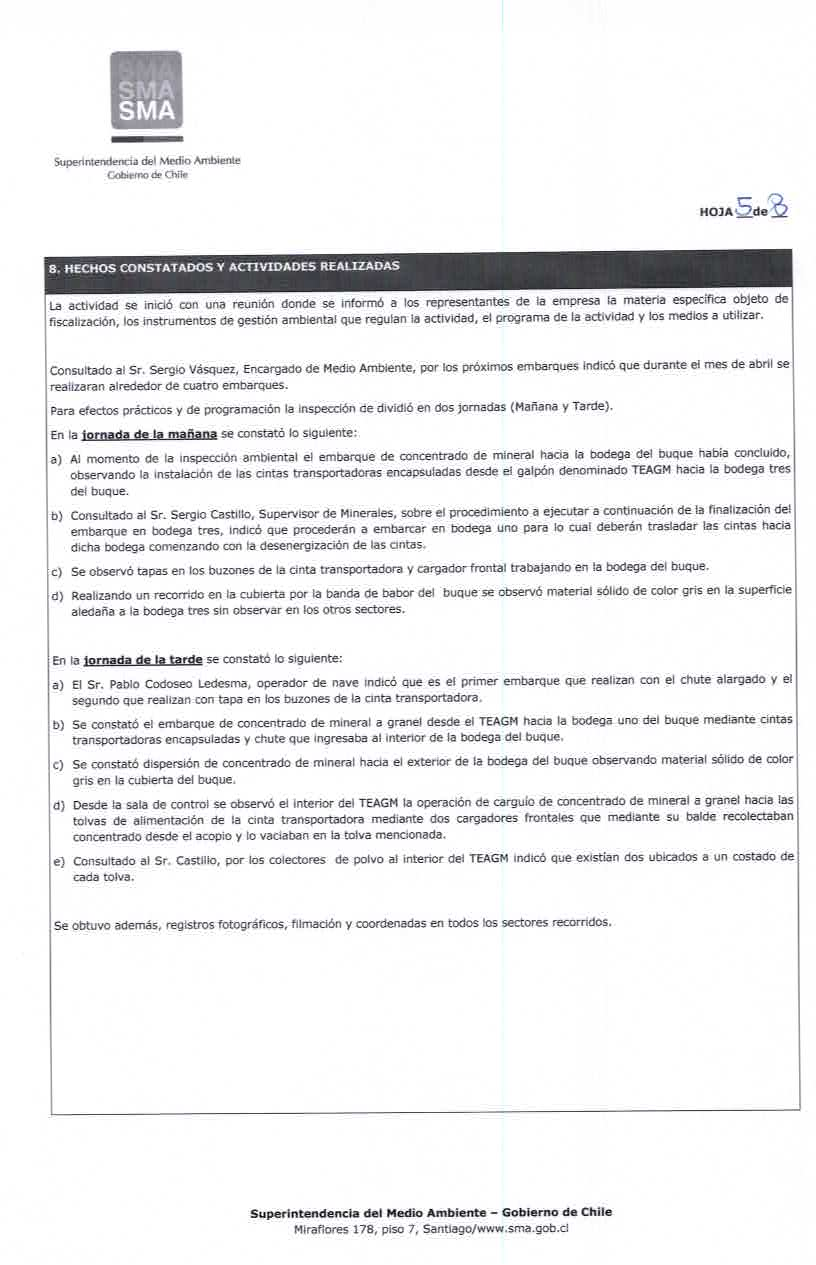 SMA
SMA
SMA
Superintendencia del Medio Ambiente
Gobierno de Chile
HOJA 5 de 8
8. HECHOS CONSTATADOS Y ACTIVIDADES REALIZADAS
La actividad se inició con una reunión donde se informó a los representantes de la empresa la materia específica objeto de
fiscalización, los instrumentos de gestión ambiental que regulan la actividad, el programa de la actividad y los medios a utilizar.
Consultado al Sr. Sergio Vásquez, Encargado de Medio Ambiente, por los próximos embarques indicó que durante el mes de abril se
realizaran alrededor de cuatro embarques.
Para efectos prácticos y de programación la inspección de dividió en dos jornadas (Mañana y Tarde).
En la jornada de la mañana se constató lo siguiente:
a) Al momento de la inspección ambiental el embarque de concentrado de mineral hacia la bodega del buque había concluido,
observando la instalación de las cintas transportadoras encapsuladas desde el galpón denominado TEAGM hacia la bodega tres
del buque.
b) Consultado al Sr. Sergio Castillo, Supervisor de Minerales, sobre el procedimiento a ejecutar a continuación de la finalización del
embarque en bodega tres, indicó que procederán a embarcar en bodega uno para lo cual deberán trasladar las cintas hacia
dicha bodega comenzando con la desenergización de las cintas.
c) Se observó tapas en los buzones de la cinta transportadora y cargador frontal trabajando en la bodega del buque.
d) Realizando un recorrido en la cubierta por la banda de babor del buque se observó material sólido de color gris en la superficie
aledaña a la bodega tres sin observar en los otros sectores.
En la jornada de la tarde se constató lo siguiente:
a) El Sr. Pablo Codoseo Ledesma, operador de nave indicó que es el primer embarque que realizan con el chute alargado y el
segundo que realizan con tapa en los buzones de la cinta transportadora.
b) Se constató el embarque de concentrado de mineral a granel desde el TEAGM hacia la bodega uno del buque mediante cintas
transportadoras encapsuladas y chute que ingresaba al interior de la bodega del buque.
c) Se constató dispersión de concentrado de mineral hacia el exterior de la bodega del buque observando material sólido de color
gris en la cubierta del buque.
d) Desde la sala de control se observó el interior del TEAGM la operación de carguío de concentrado de mineral a granel hacia las
tolvas de alimentación de la cinta transportadora mediante dos cargadores frontales que mediante su balde recolectaban
concentrado desde el acopio y lo vaciaban en la tolva mencionada.
e) Consultado al Sr. Castillo, por los colectores de polvo al interior del TEAGM indicó que existían dos ubicados a un costado de
cada tolva.
Se obtuvo además, registros fotográficos, filmación y coordenadas en todos los sectores recorridos.
Superintendencia del Medio Ambiente – Gobierno de Chile
Miraflores 178, piso 7, Santiago/www.sma.gob.cl